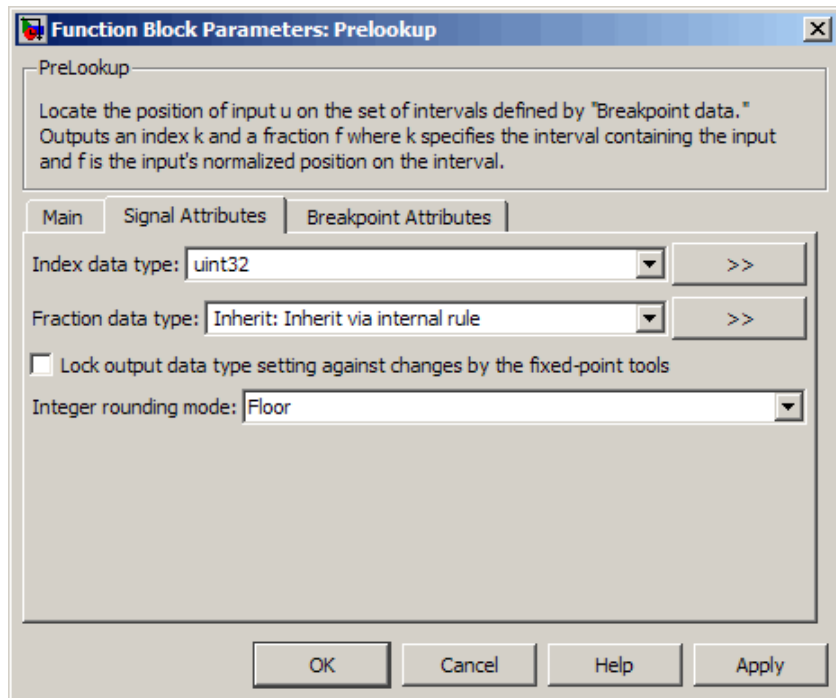 Function Block Parameters: Prelookup
PreLookup
Locate the position of input u on the set of intervals defined by "Breakpoint data."
Outputs an index k and a fraction f where k specifies the interval containing the input
and f is the input's normalized position on the interval.
Main Signal Attributes Breakpoint Attributes
Index data type: uint32 >>
Fraction data type: Inherit: Inherit via internal rule >>
Lock output data type setting against changes by the fixed-point tools
Integer rounding mode: Floor
OK Cancel Help Apply